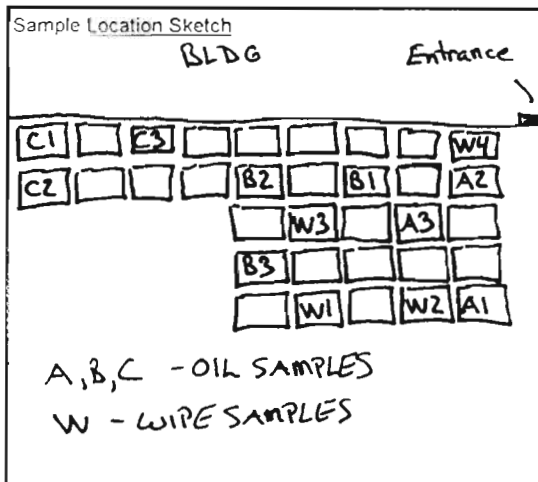 Sample Location Sketch
BLDG Entrance
C1 C3 W4
C2 B2 B1 A2
W3 A3
B3
W1 W2 A1
A,B,C - OIL SAMPLES
W - WIPE SAMPLES